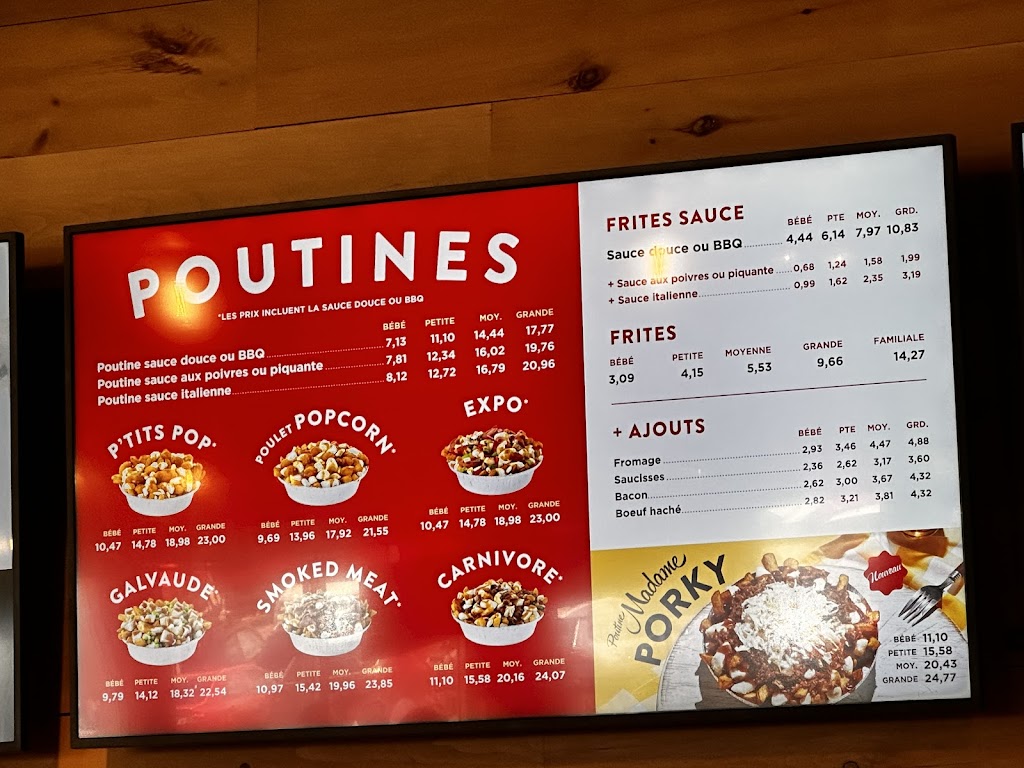 POUTINES
*LES PRIX INCLUENT LA SAUCE DOUCE OU BBQ
BÉBÉ PETITE MOY. GRANDE
Poutine sauce douce ou BBQ 7,13 11,10 14,44 17,77
Poutine sauce aux poivres ou piquante 7,81 12,34 16,02 19,76
Poutine sauce italienne 8,12 12,72 16,79 20,96
P'TITS POP*
BÉBÉ PETITE MOY. GRANDE
10,47 14,78 18,98 23,00
POULET POPCORN*
BÉBÉ PETITE MOY. GRANDE
9,69 13,96 17,92 21,55
EXPO*
BÉBÉ PETITE MOY. GRANDE
10,47 14,78 18,98 23,00
GALVAUDE*
BÉBÉ PETITE MOY. GRANDE
9,79 14,12 18,32 22,54
SMOKED MEAT*
BÉBÉ PETITE MOY. GRANDE
10,97 15,42 19,96 23,85
CARNIVORE*
BÉBÉ PETITE MOY. GRANDE
11,10 15,58 20,16 24,07
FRITES SAUCE
BÉBÉ PTE MOY. GRD.
Sauce douce ou BBQ 4,44 6,14 7,97 10,83
+ Sauce aux poivres ou piquante 0,68 1,24 1,58 1,99
+ Sauce italienne 0,99 1,62 2,35 3,19
FRITES
BÉBÉ PETITE MOYENNE GRANDE FAMILIALE
3,09 4,15 5,53 9,66 14,27
+ AJOUTS
BÉBÉ PTE MOY. GRD.
Fromage 2,93 3,46 4,47 4,88
Saucisses 2,36 2,62 3,17 3,60
Bacon 2,62 3,00 3,67 4,32
Boeuf haché 2,82 3,21 3,81 4,32
Poutine Madame
PORKY
Nouveau
BÉBÉ 11,10
PETITE 15,58
MOY. 20,43
GRANDE 24,77